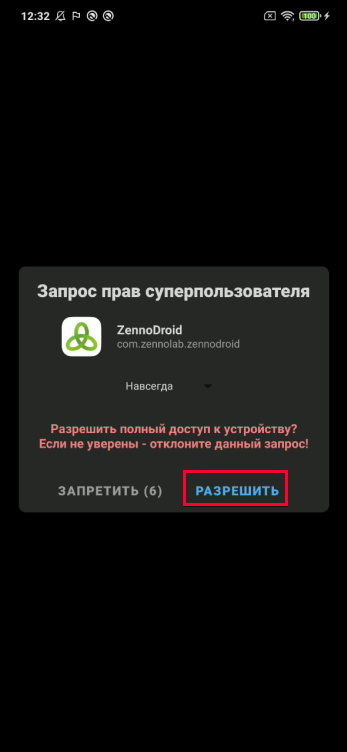 12:32
100
Запрос прав суперпользователя
ZennoDroid
com.zennolab.zennodroid
Навсегда
Разрешить полный доступ к устройству?
Если не уверены - отклоните данный запрос!
ЗАПРЕТИТЬ (6) РАЗРЕШИТЬ